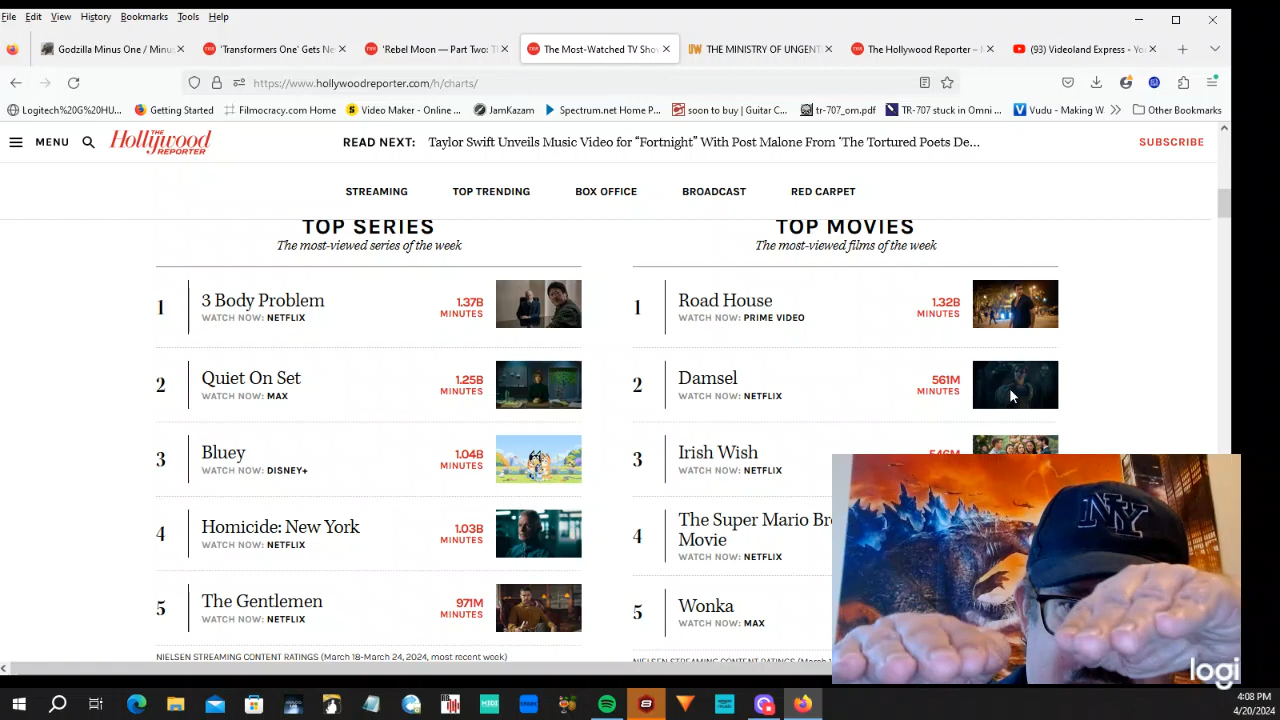 File Edit View History Bookmarks Tools Help
Godzilla Minus One / Minu
'Transformers One' Gets Ne
'Rebel Moon — Part Two: T
The Most-Watched TV Sho
THE MINISTRY OF UNGENT
The Hollywood Reporter –
(93) Videoland Express - Yo
https://www.hollywoodreporter.com/h/charts/
Logitech%20G%20HU... Getting Started Filmocracy.com Home Video Maker - Online ... JamKazam Spectrum.net Home P... soon to buy | Guitar C... tr-707_om.pdf TR-707 stuck in Omni ... Vudu - Making W Other Bookmarks
MENU
THE Hollywood REPORTER
READ NEXT: Taylor Swift Unveils Music Video for “Fortnight” With Post Malone From ‘The Tortured Poets De...
SUBSCRIBE
STREAMING TOP TRENDING BOX OFFICE BROADCAST RED CARPET
TOP SERIES
The most-viewed series of the week
1
3 Body Problem
WATCH NOW: NETFLIX
1.37B
MINUTES
2
Quiet On Set
WATCH NOW: MAX
1.25B
MINUTES
3
Bluey
WATCH NOW: DISNEY+
1.04B
MINUTES
4
Homicide: New York
WATCH NOW: NETFLIX
1.03B
MINUTES
5
The Gentlemen
WATCH NOW: NETFLIX
971M
MINUTES
NIELSEN STREAMING CONTENT RATINGS (March 18-March 24, 2024, most recent week)
TOP MOVIES
The most-viewed films of the week
1
Road House
WATCH NOW: PRIME VIDEO
1.32B
MINUTES
2
Damsel
WATCH NOW: NETFLIX
561M
MINUTES
3
Irish Wish
WATCH NOW: NETFLIX
4
The Super Mario Br
Movie
WATCH NOW: NETFLIX
5
Wonka
WATCH NOW: MAX
NY
logi
4:08 PM
4/20/2024